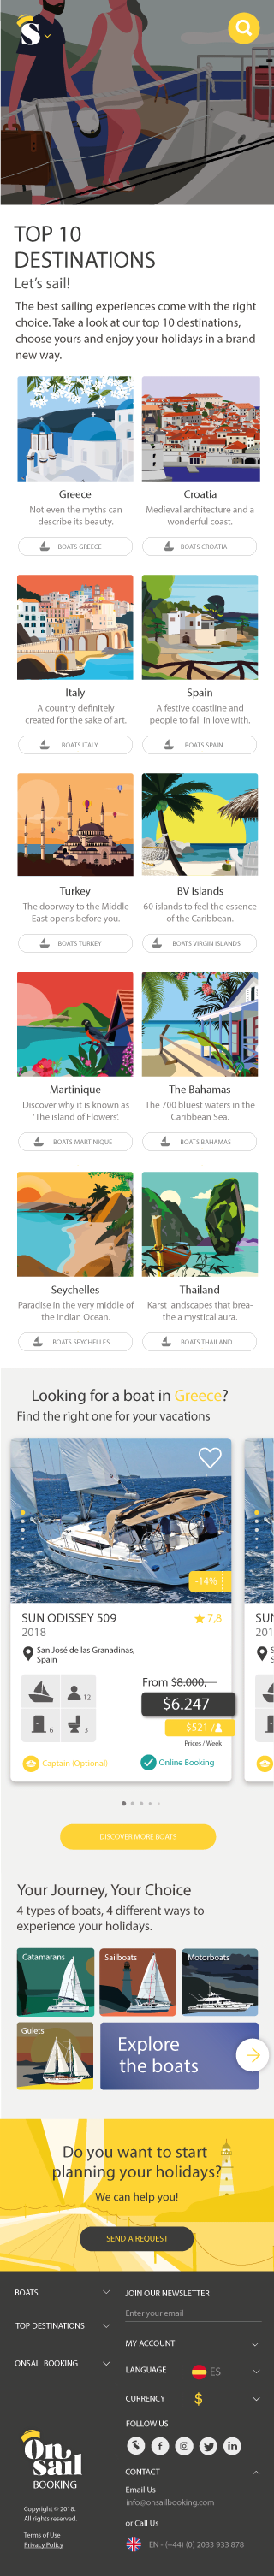 S
TOP 10
DESTINATIONS
Let's sail!
The best sailing experiences come with the right
choice. Take a look at our top 10 destinations,
choose yours and enjoy your holidays in a brand
new way.
Greece
Not even the myths can
describe its beauty.
BOATS GREECE
Croatia
Medieval architecture and a
wonderful coast.
BOATS CROATIA
Italy
A country definitely
created for the sake of art.
BOATS ITALY
Spain
A festive coastline and
people to fall in love with.
BOATS SPAIN
Turkey
The doorway to the Middle
East opens before you.
BOATS TURKEY
BV Islands
60 islands to feel the essence
of the Caribbean.
BOATS VIRGIN ISLANDS
Martinique
Discover why it is known as
'The island of Flowers'.
BOATS MARTINIQUE
The Bahamas
The 700 bluest waters in the
Caribbean Sea.
BOATS BAHAMAS
Seychelles
Paradise in the very middle of
the Indian Ocean.
BOATS SEYCHELLES
Thailand
Karst landscapes that brea-
the a mystical aura.
BOATS THAILAND
Looking for a boat in Greece?
Find the right one for your vacations
-14%
SUN ODISSEY 509
7,8
2018
San José de las Granadinas,
Spain
12
6
3
From $8.000,
$6.247
$521 /
Prices / Week
Captain (Optional)
Online Booking
SUN
201
S
S
DISCOVER MORE BOATS
Your Journey, Your Choice
4 types of boats, 4 different ways to
experience your holidays.
Catamarans
Sailboats
Motorboats
Gulets
Explore
the boats
Do you want to start
planning your holidays?
We can help you!
SEND A REQUEST
BOATS
TOP DESTINATIONS
ONSAIL BOOKING
JOIN OUR NEWSLETTER
Enter your email
MY ACCOUNT
LANGUAGE
ES
CURRENCY
$
FOLLOW US
CONTACT
Email Us
info@onsailbooking.com
or Call Us
EN - (+44) (0) 2033 933 878
On
sail
BOOKING
Copyright © 2018.
All rights reserved.
Terms of Use
Privacy Policy